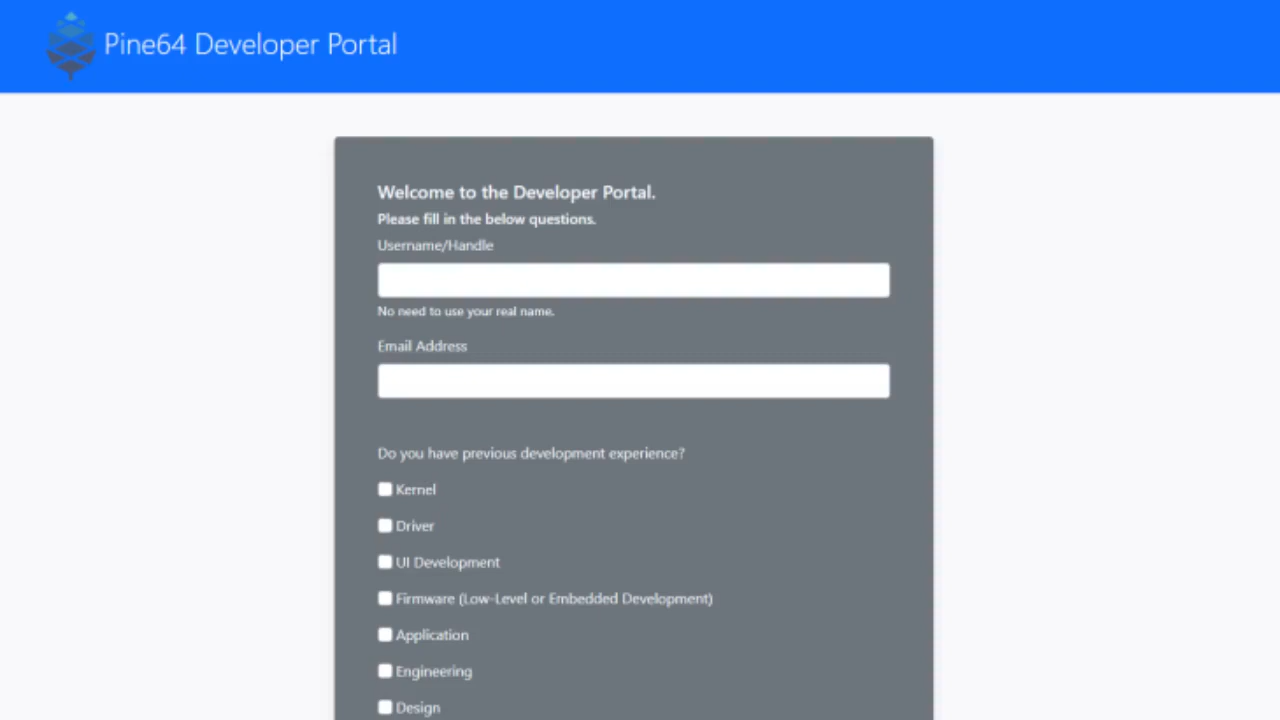 Pine64 Developer Portal
Welcome to the Developer Portal.
Please fill in the below questions.
Username/Handle
No need to use your real name.
Email Address
Do you have previous development experience?
Kernel
Driver
UI Development
Firmware (Low-Level or Embedded Development)
Application
Engineering
Design